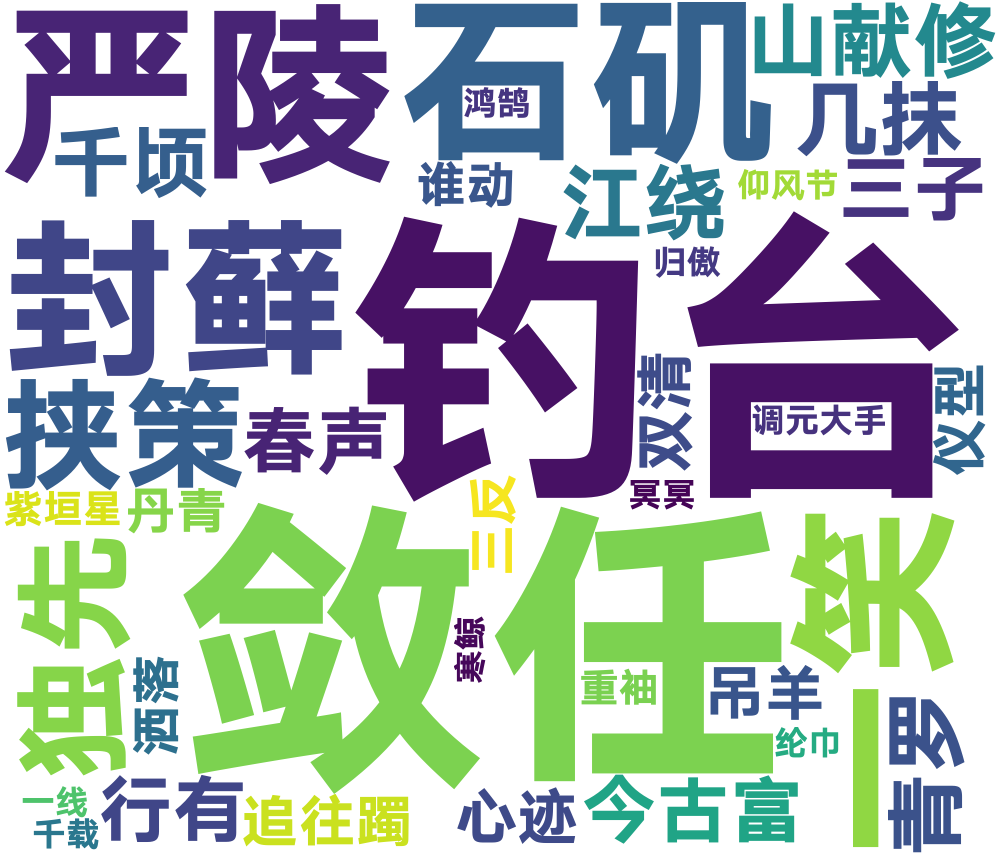 严陵
石矶
山献修
鸿鹄
几抹
千顷
谁动
江绕
仰风节
三子
封藓
钓台
归傲
双清
仪型
调元大手
挟策
春声
冥冥
紫垣星
丹青
三反
敛任
一笑
独先
寒鲸
洒落
重袖
吊羊
青罗
纶巾
一线
千载
行有
追往躅
心迹
今古富